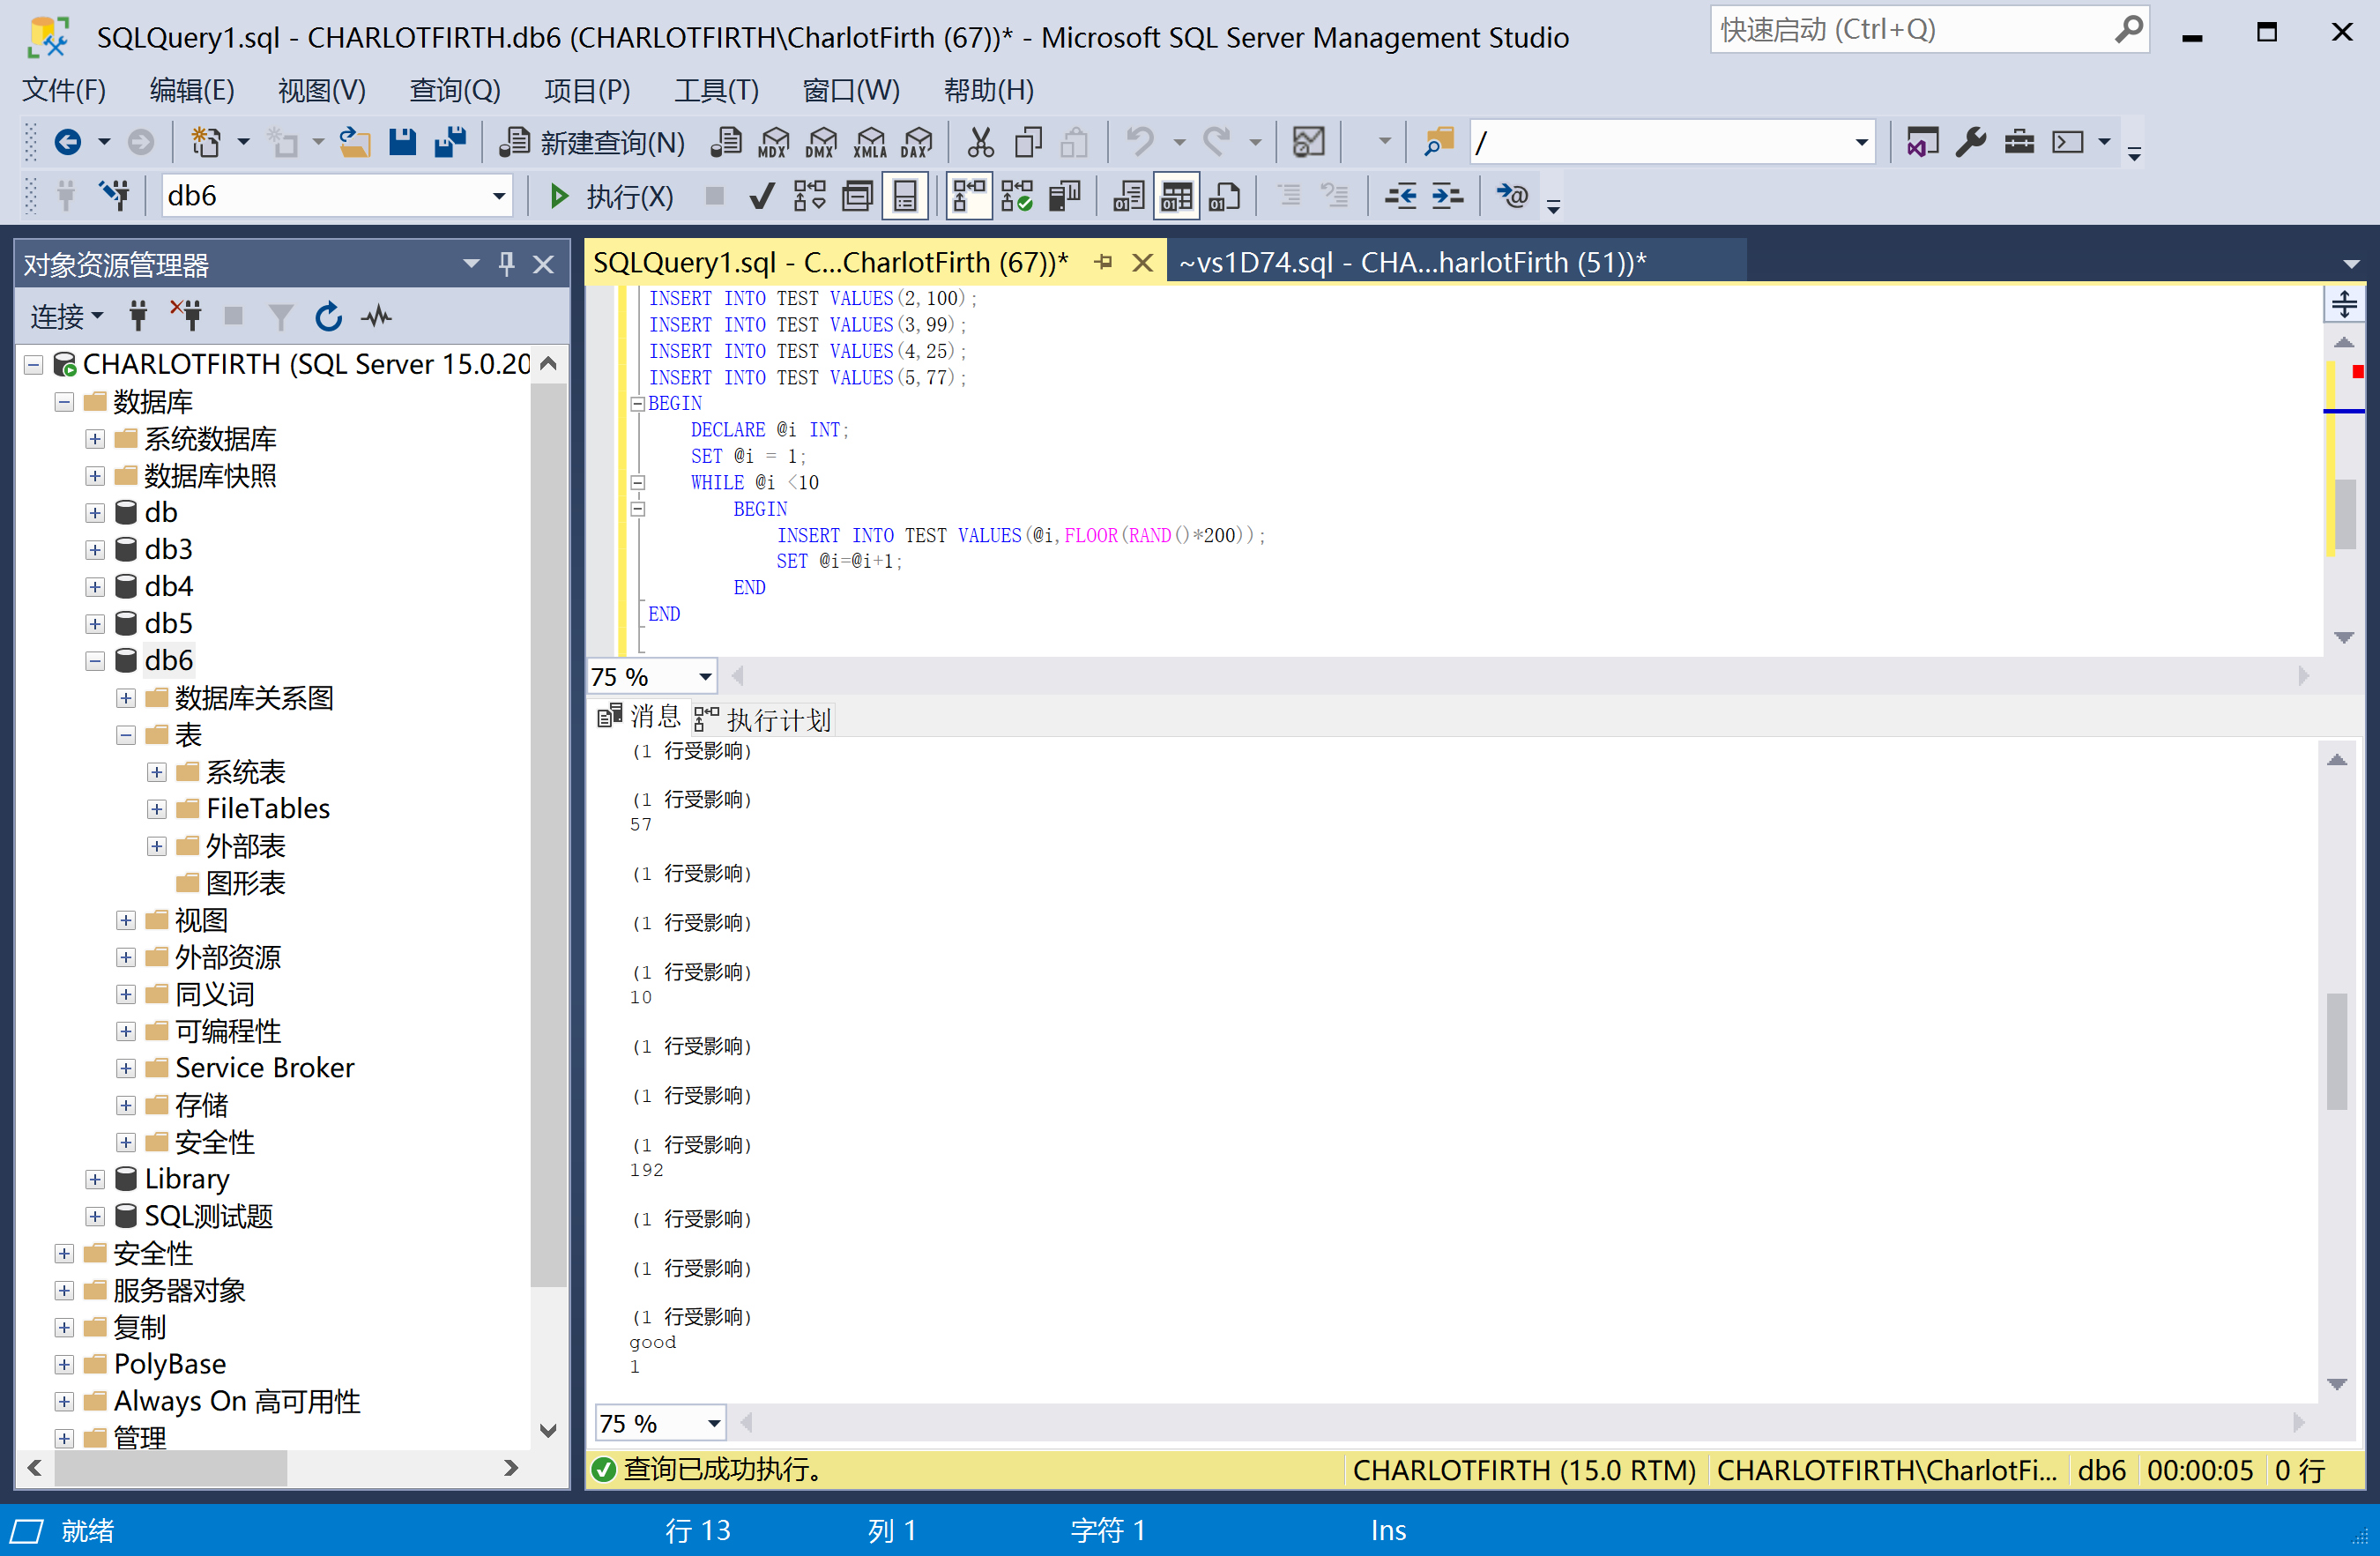 SQLQuery1.sql - CHARLOTFIRTH.db6 (CHARLOTFIRTH\CharlotFirth (67))* - Microsoft SQL Server Management Studio
快速启动 (Ctrl+Q)
文件(F) 编辑(E) 视图(V) 查询(Q) 项目(P) 工具(T) 窗口(W) 帮助(H)
新建查询(N) MDX DMX XMLA DAX /
db6 执行(X)
对象资源管理器
连接
CHARLOTFIRTH (SQL Server 15.0.20
数据库
系统数据库
数据库快照
db
db3
db4
db5
db6
数据库关系图
表
系统表
FileTables
外部表
图形表
视图
外部资源
同义词
可编程性
Service Broker
存储
安全性
Library
SQL测试题
安全性
服务器对象
复制
PolyBase
Always On 高可用性
管理
SQLQuery1.sql - C...CharlotFirth (67))* ~vs1D74.sql - CHA...harlotFirth (51))*
INSERT INTO TEST VALUES(2,100);
INSERT INTO TEST VALUES(3,99);
INSERT INTO TEST VALUES(4,25);
INSERT INTO TEST VALUES(5,77);
BEGIN
DECLARE @i INT;
SET @i = 1;
WHILE @i <10
BEGIN
INSERT INTO TEST VALUES(@i,FLOOR(RAND()*200));
SET @i=@i+1;
END
END
75 %
消息 执行计划
(1 行受影响)
(1 行受影响)
57
(1 行受影响)
(1 行受影响)
(1 行受影响)
10
(1 行受影响)
(1 行受影响)
(1 行受影响)
192
(1 行受影响)
(1 行受影响)
(1 行受影响)
good
1
75 %
查询已成功执行。 CHARLOTFIRTH (15.0 RTM) CHARLOTFIRTH\CharlotFi... db6 00:00:05 0 行
就绪 行 13 列 1 字符 1 Ins